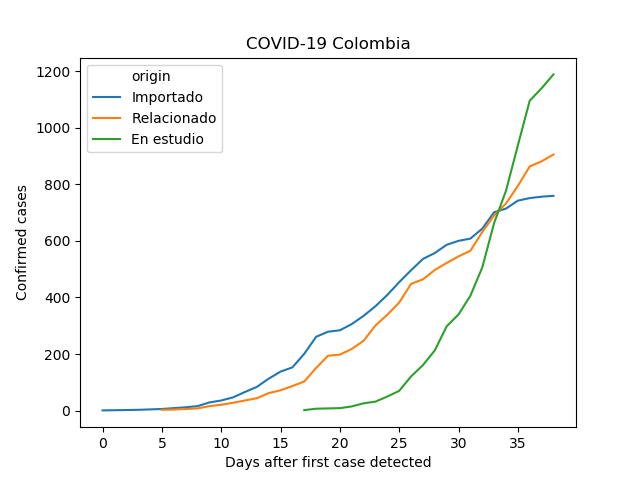 COVID-19 Colombia
origin
Importado
Relacionado
En estudio
1200
1000
800
600
400
200
0
Confirmed cases
0 5 10 15 20 25 30 35
Days after first case detected